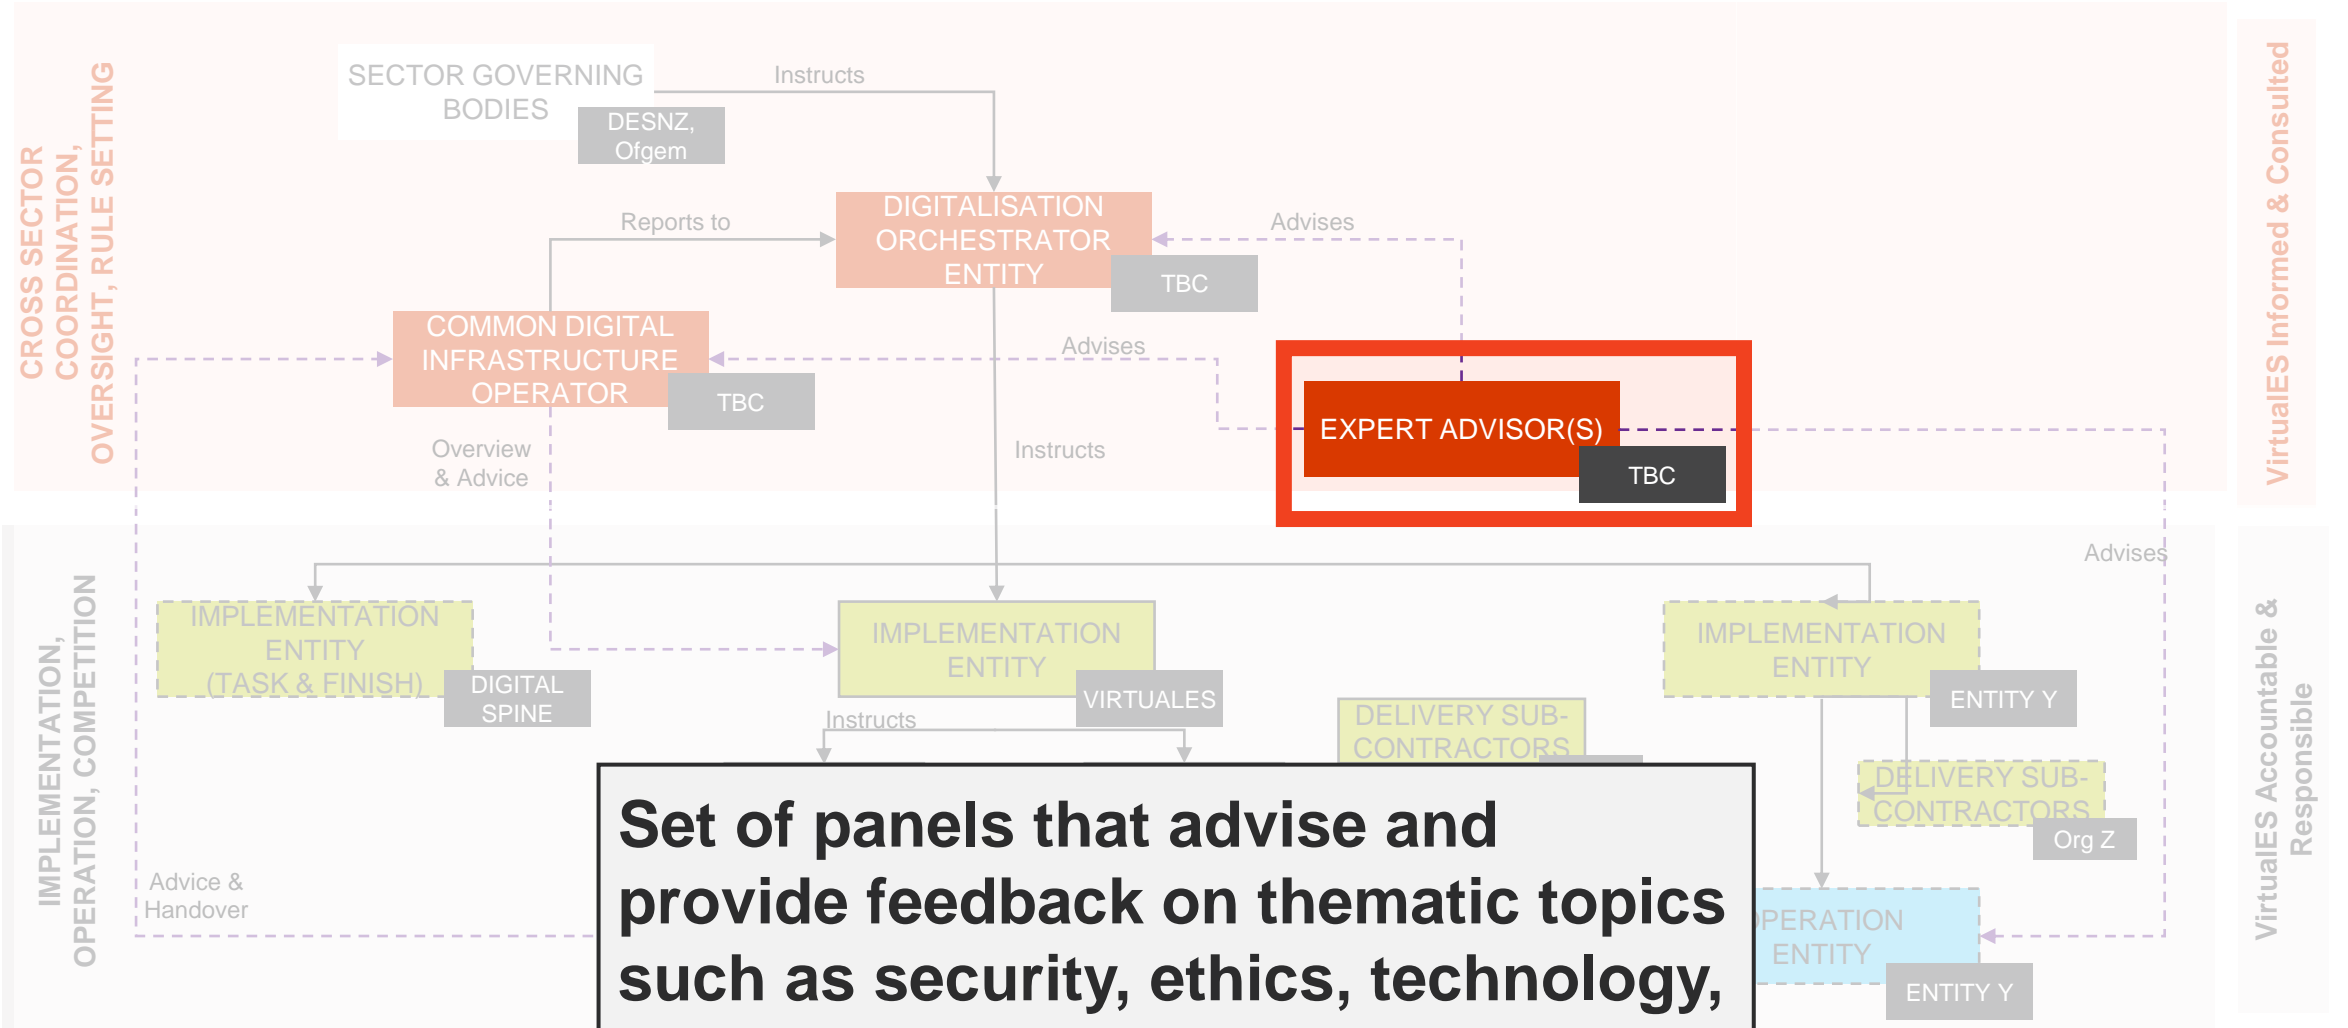 CROSS SECTOR
COORDINATION,
OVERSIGHT, RULE SETTING
SECTOR GOVERNING
BODIES
DESNZ,
Ofgem
Instructs
Reports to
DIGITALISATION
ORCHESTRATOR
ENTITY
TBC
Advises
COMMON DIGITAL
INFRASTRUCTURE
OPERATOR
TBC
Advises
EXPERT ADVISOR(S)
TBC
Overview
& Advice
Instructs
VirtualES Informed & Consulted
IMPLEMENTATION,
OPERATION, COMPETITION
Advises
IMPLEMENTATION
ENTITY
(TASK & FINISH)
DIGITAL
SPINE
IMPLEMENTATION
ENTITY
VIRTUALES
IMPLEMENTATION
ENTITY
ENTITY Y
Instructs
DELIVERY SUB-
CONTRACTORS
DELIVERY SUB-
CONTRACTORS
Org Z
Advice &
Handover
Set of panels that advise and
provide feedback on thematic topics
such as security, ethics, technology,
OPERATION
ENTITY
ENTITY Y
VirtualES Accountable &
Responsible